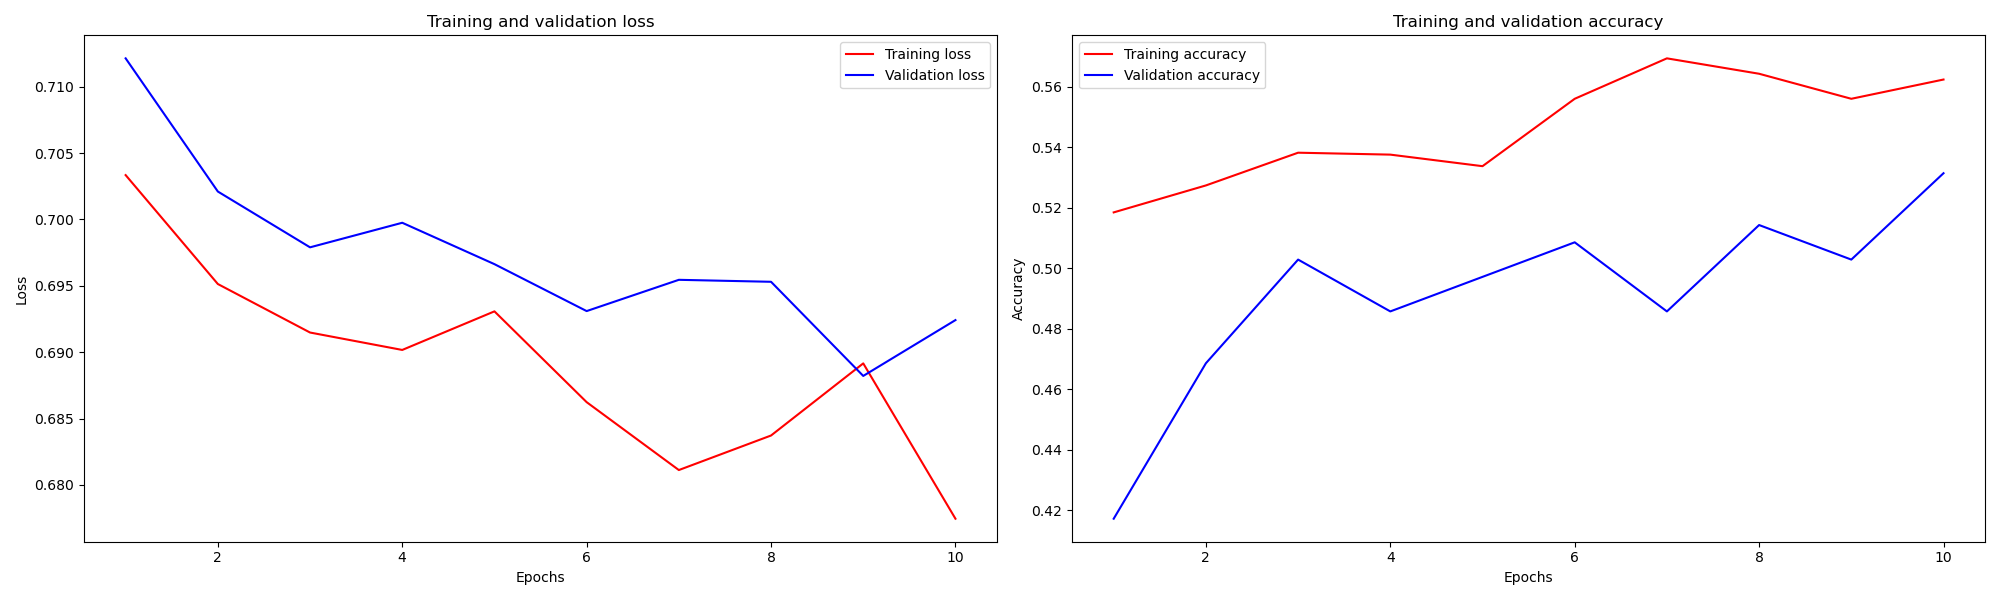 Training and validation loss
Training loss
Validation loss
0.710
0.705
0.700
0.695
0.690
0.685
0.680
Loss
2 4 6 8 10
Epochs
Training and validation accuracy
Training accuracy
Validation accuracy
0.56
0.54
0.52
0.50
0.48
0.46
0.44
0.42
Accuracy
2 4 6 8 10
Epochs